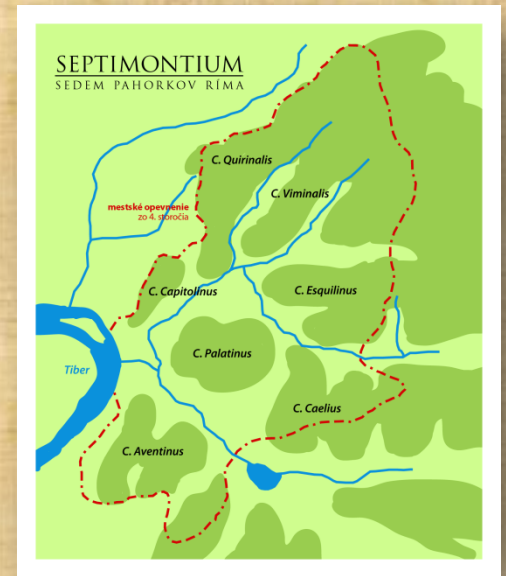 SEPTIMONTIUM
SEDEM PAHORKOV RÍMA
C. Quirinalis
C. Viminalis
mestské opevnenie
zo 4. storočia
C. Capitolinus
C. Esquilinus
C. Palatinus
Tiber
C. Caelius
C. Aventinus